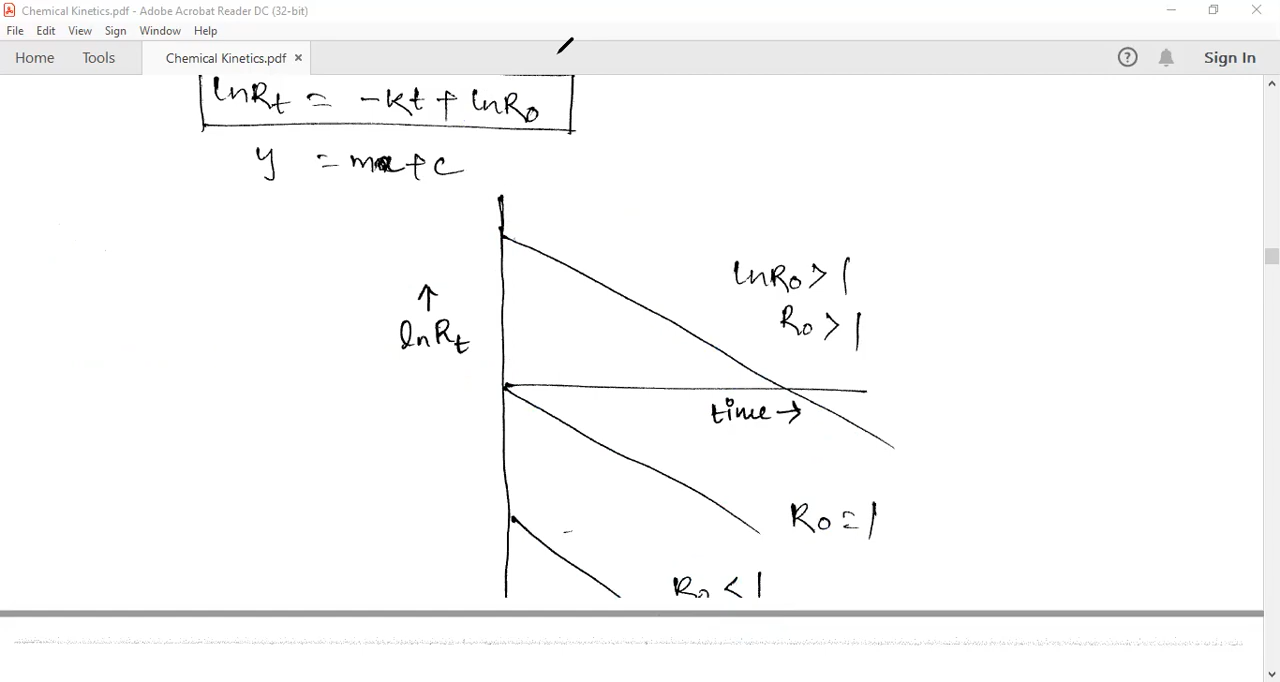 Chemical Kinetics.pdf - Adobe Acrobat Reader DC (32-bit)
File Edit View Sign Window Help
Home Tools Chemical Kinetics.pdf × ? Sign In
lnRt = -Kt + lnR0
y = mx + c
lnR0 > 1
↑
R0 > 1
lnRt
time →
R0 = 1
R0 < 1